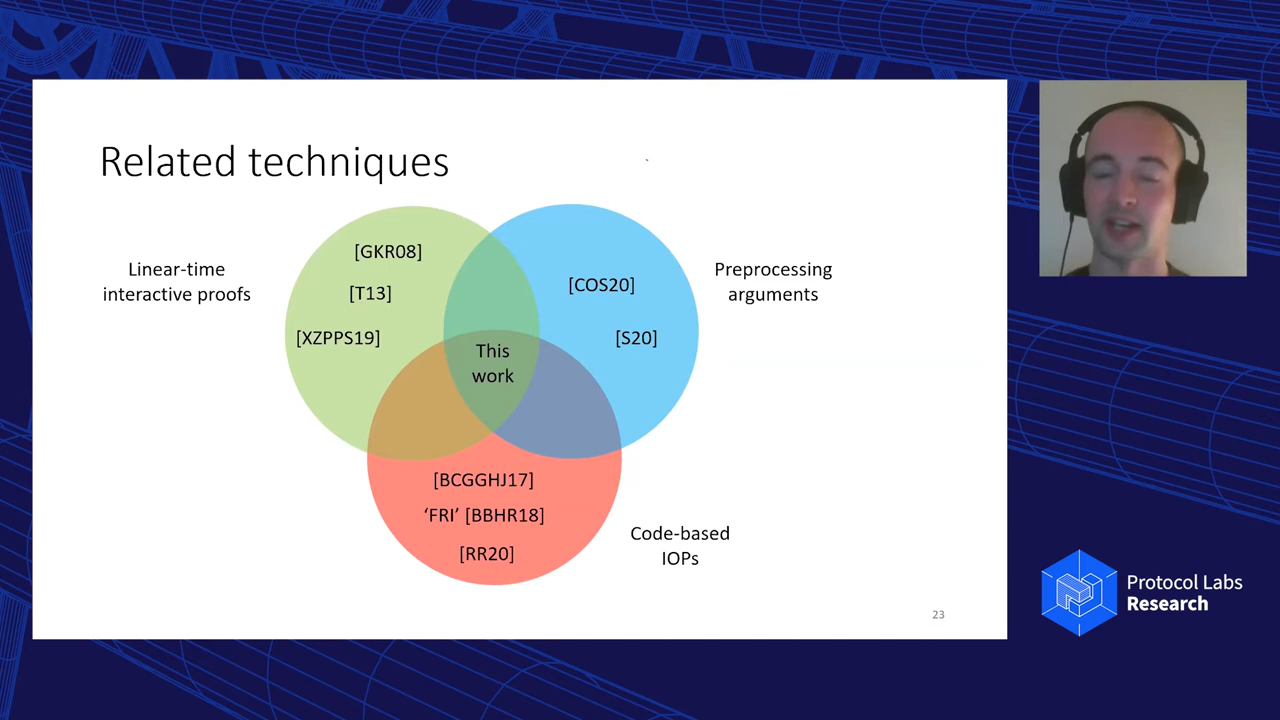 Related techniques
Linear-time
interactive proofs
[GKR08]
[T13]
[XZPPS19]
[COS20]
[S20]
Preprocessing
arguments
This
work
[BCGGHJ17]
‘FRI’ [BBHR18]
[RR20]
Code-based
IOPs
23
Protocol Labs
Research